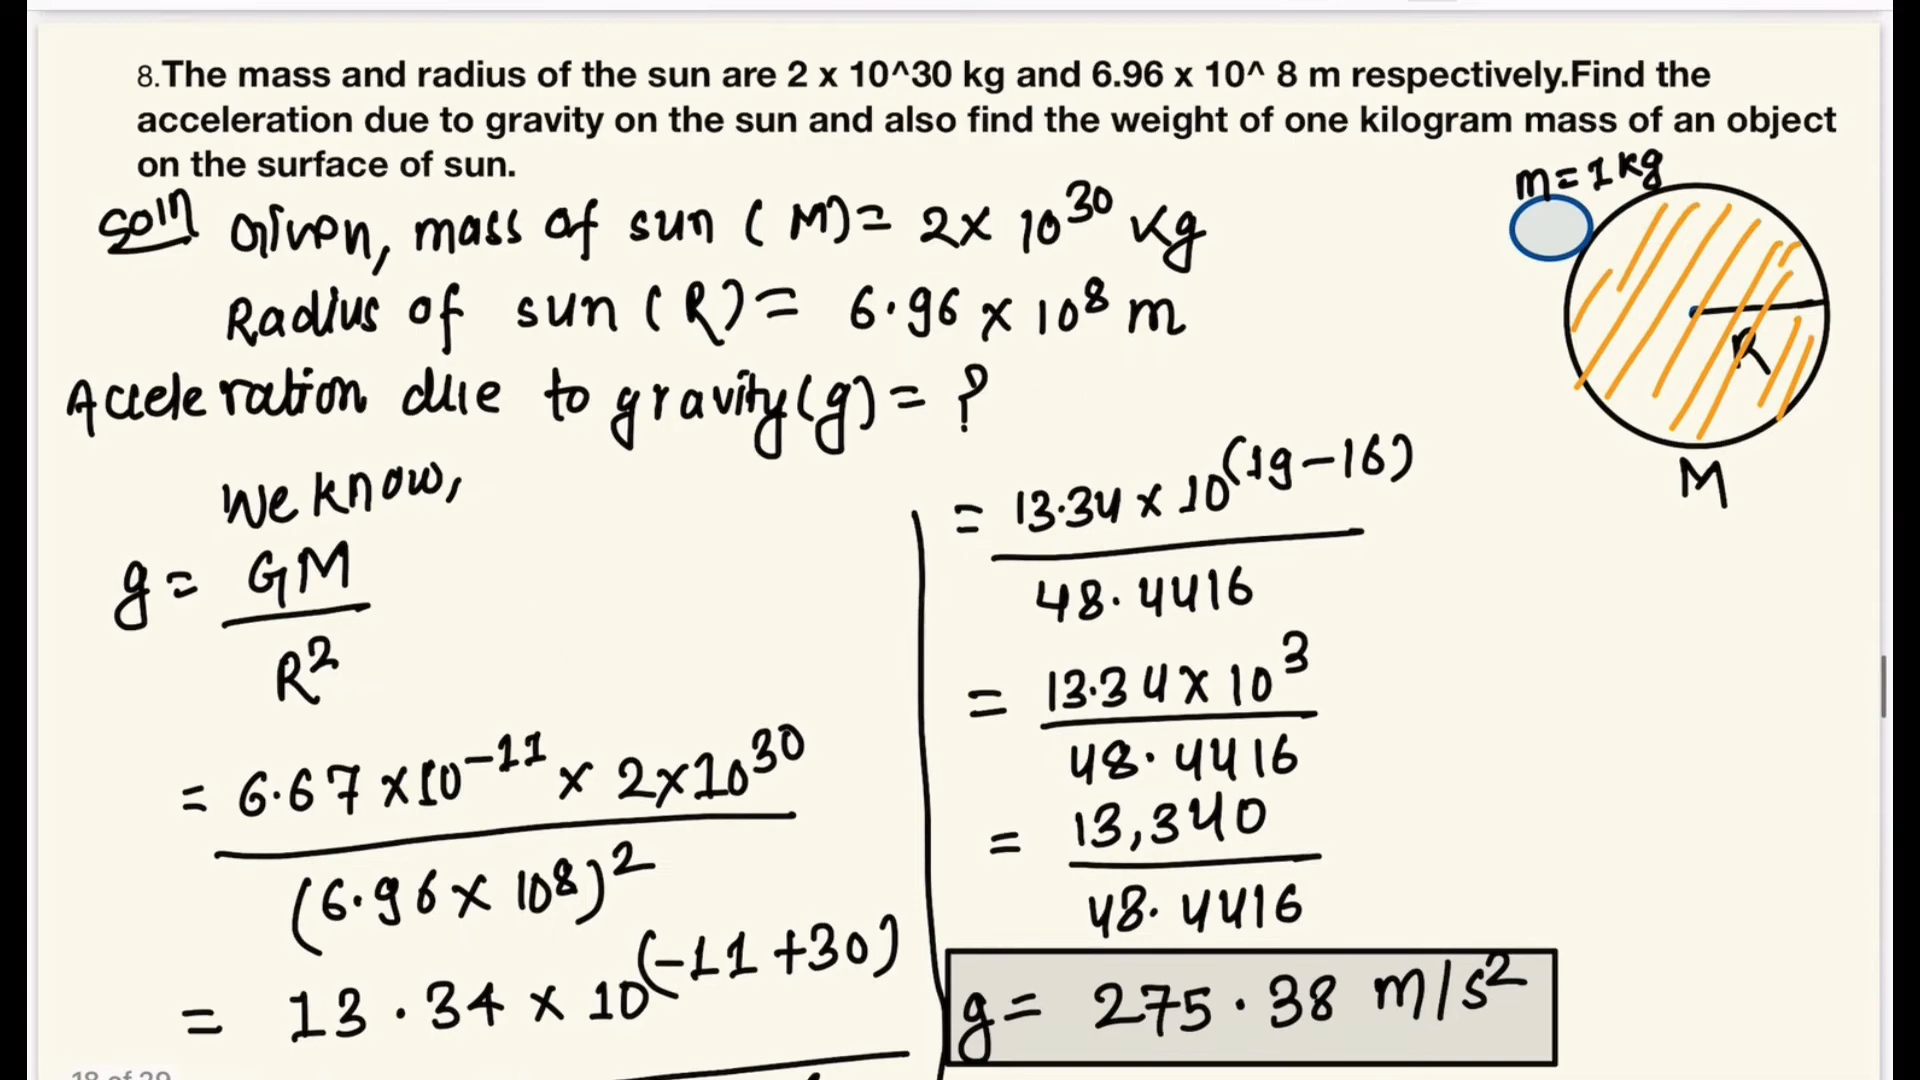 8.The mass and radius of the sun are 2 x 10^30 kg and 6.96 x 10^ 8 m respectively.Find the
acceleration due to gravity on the sun and also find the weight of one kilogram mass of an object
on the surface of sun.
m = 1 kg
Soln Given, mass of sun ( M) = 2 x 10^30 kg
Radius of sun ( R) = 6.96 x 10^8 m
R
Acceleration due to gravity(g) = ?
M
We know,
g = GM
R^2
= 6.67 x 10^-11 x 2 x 10^30
(6.96 x 10^8)^2
= 13.34 x 10^(-11 + 30)
= 13.34 x 10^(19-16)
48.4416
= 13.34 x 10^3
48.4416
= 13,340
48.4416
g = 275.38 m/s^2